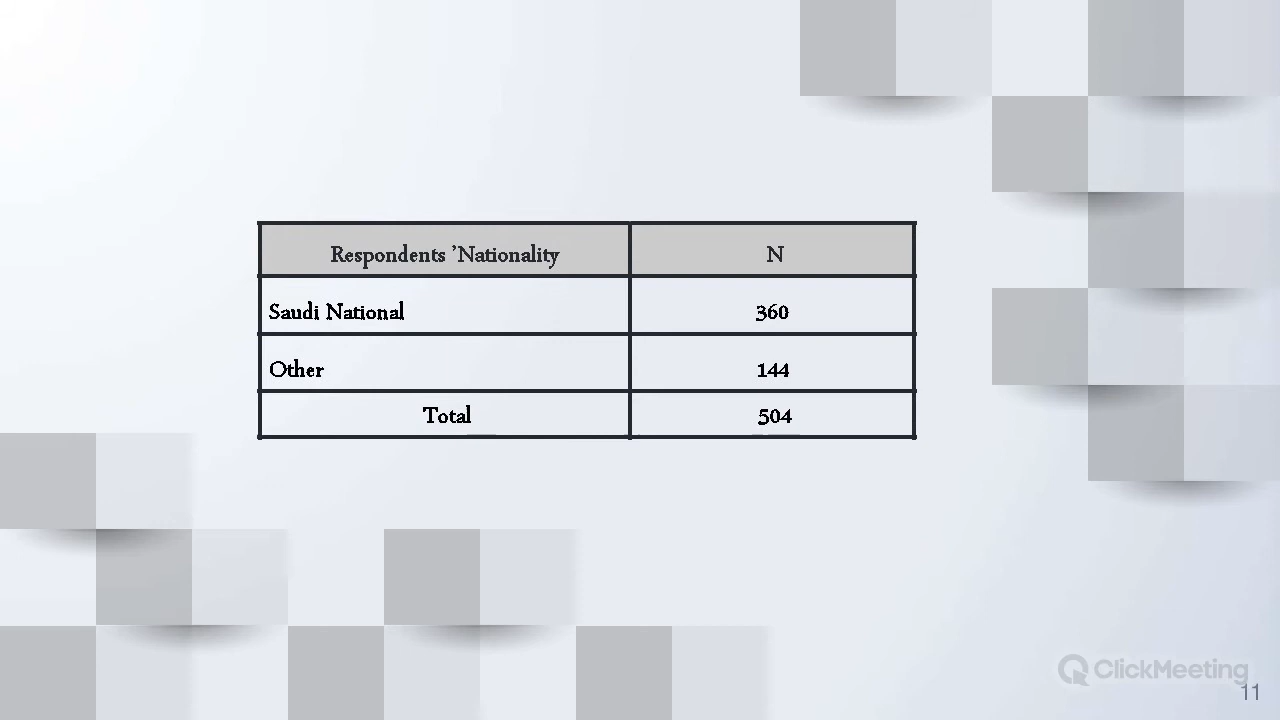 Respondents ’Nationality N
Saudi National 360
Other 144
Total 504
ClickMeeting
11